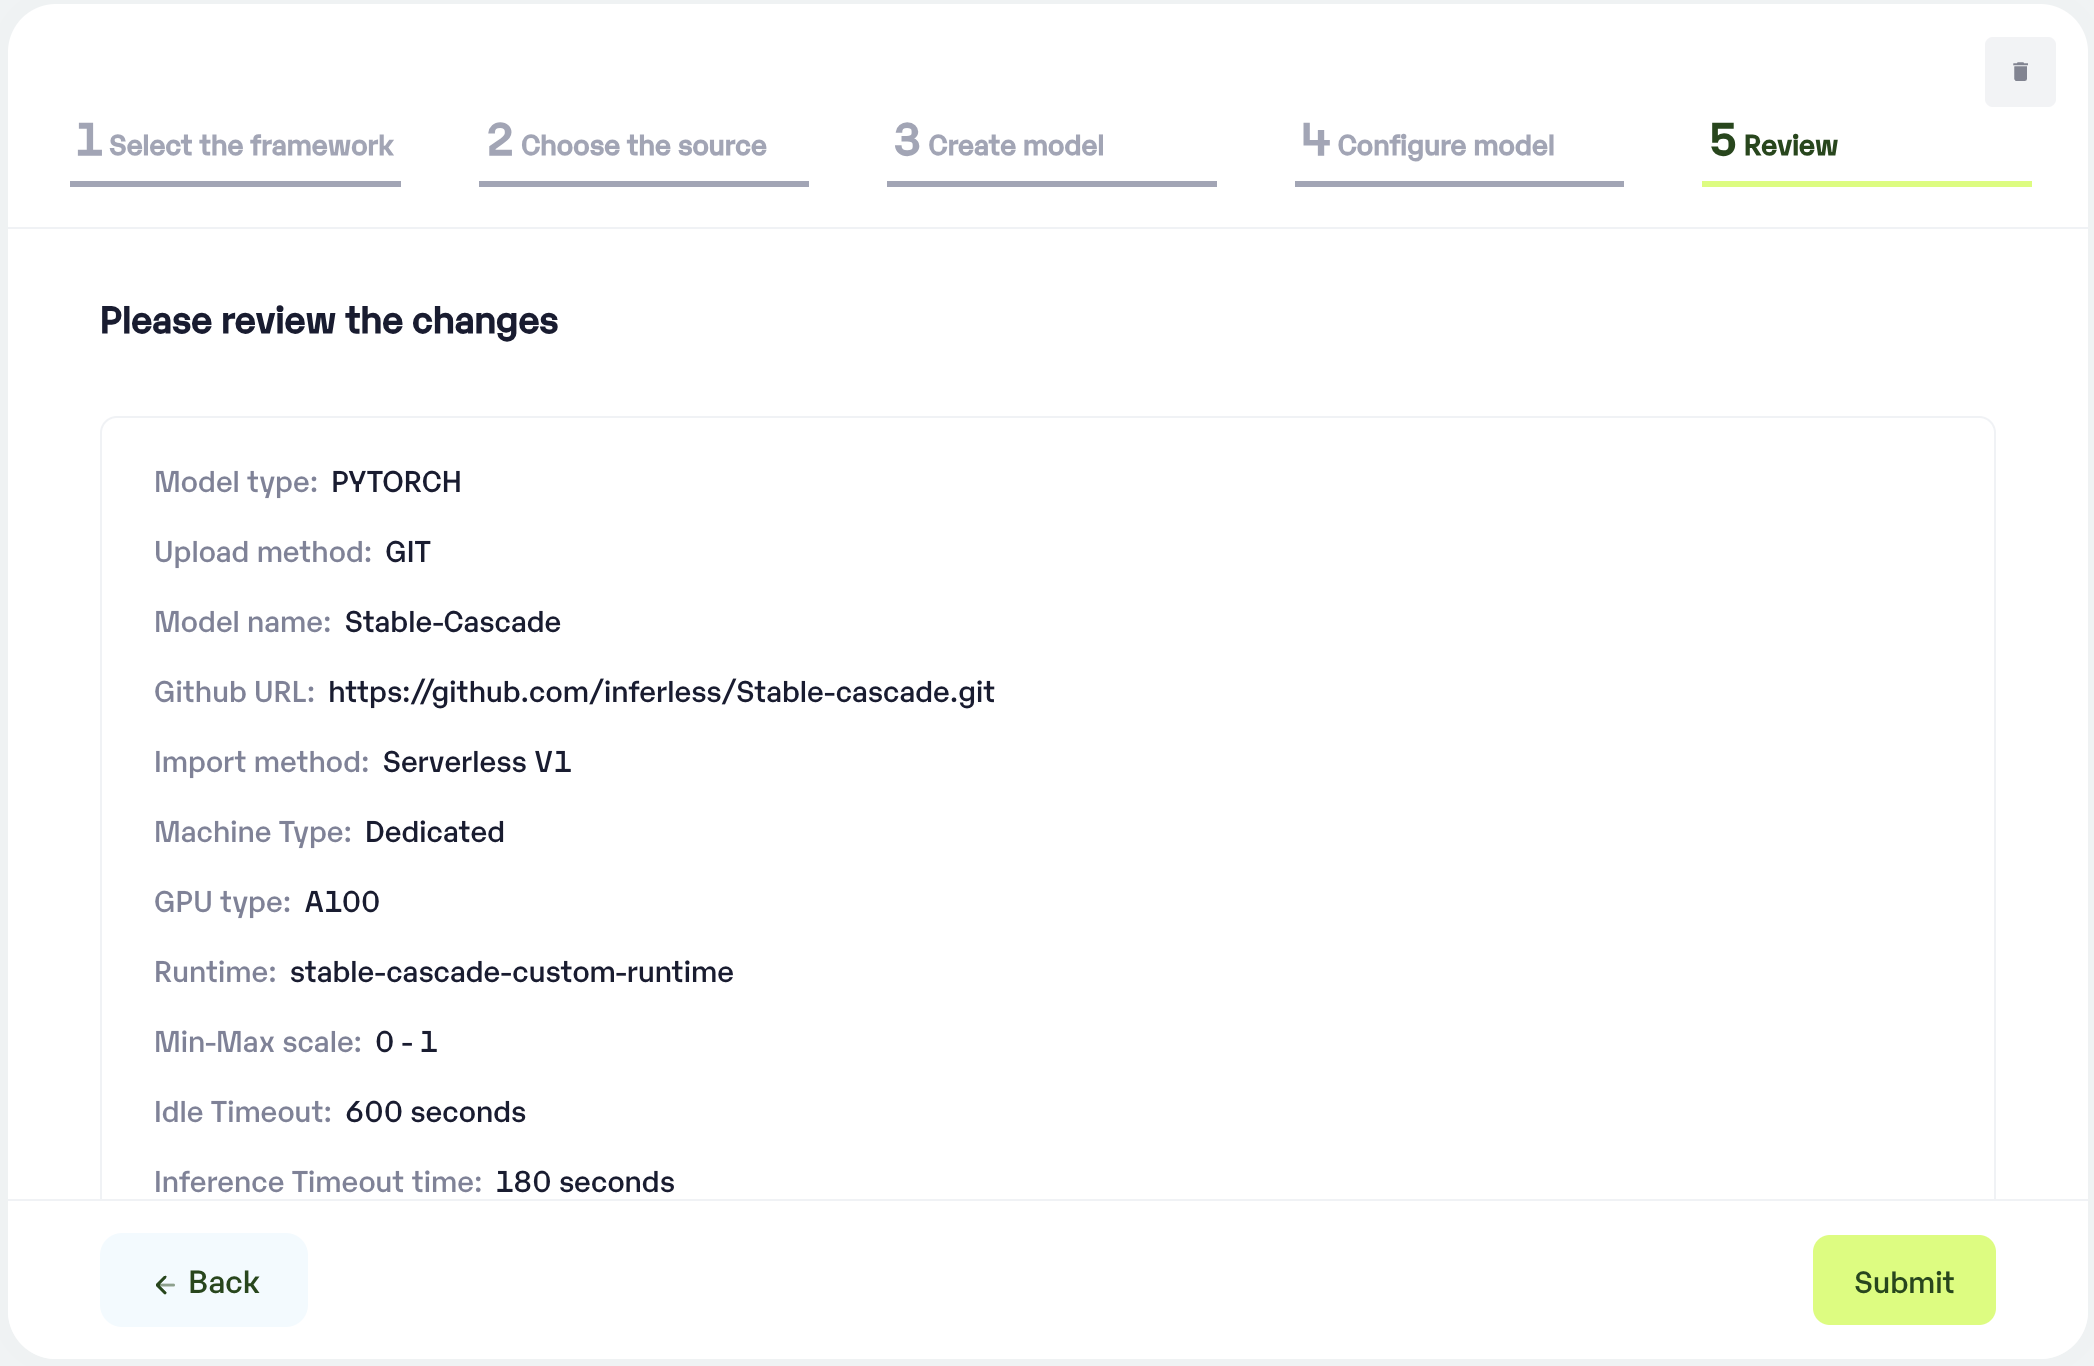 1 Select the framework
2 Choose the source
3 Create model
4 Configure model
5 Review
Please review the changes
Model type: PYTORCH
Upload method: GIT
Model name: Stable-Cascade
Github URL: https://github.com/inferless/Stable-cascade.git
Import method: Serverless V1
Machine Type: Dedicated
GPU type: A100
Runtime: stable-cascade-custom-runtime
Min-Max scale: 0 - 1
Idle Timeout: 600 seconds
Inference Timeout time: 180 seconds
← Back
Submit